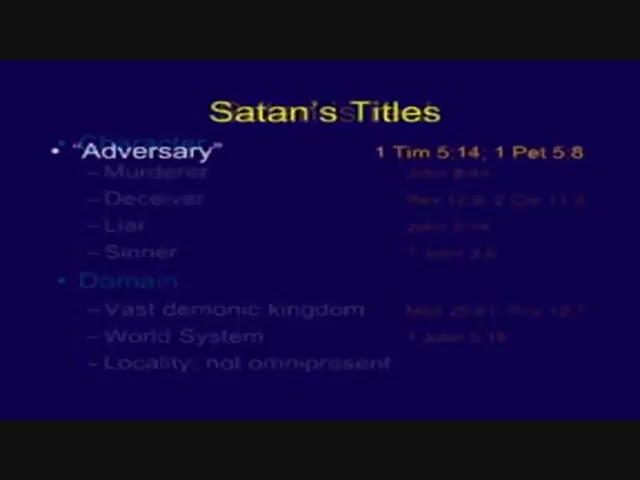 Satan's Titles
• Character
• "Adversary" 1 Tim 5:14; 1 Pet 5:8
– Murderer
– Deceiver
– Liar
– Sinner
• Domain
– Vast demonic kingdom
– World System
– Locality; not omnipresent